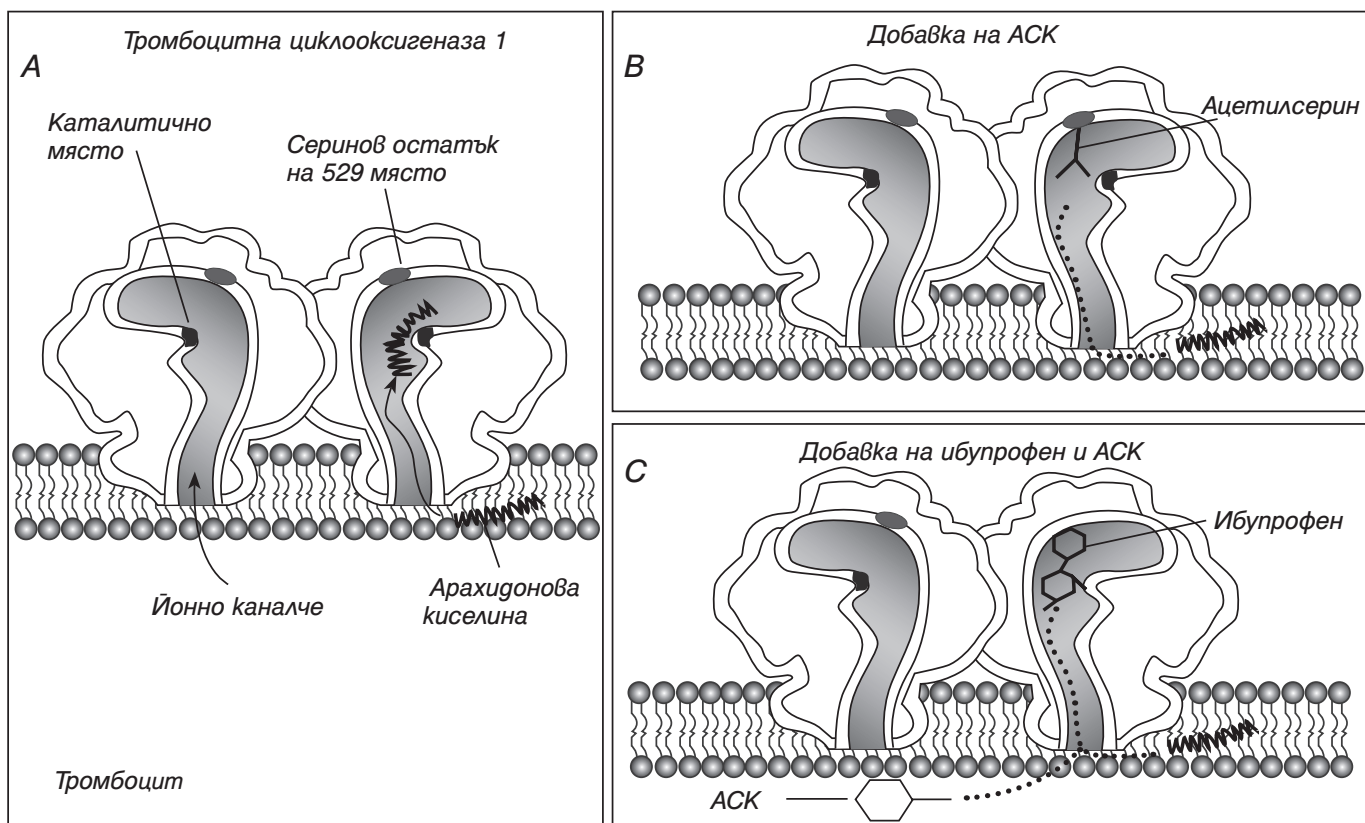 Тромбоцитна циклооксигеназа 1
A
Каталитично
място
Серинов остатък
на 529 място
Йонно каналче
Арахидонова
киселина
Тромбоцит
Добавка на АСК
B
Ацетилсерин
Добавка на ибупрофен и АСК
C
Ибупрофен
АСК